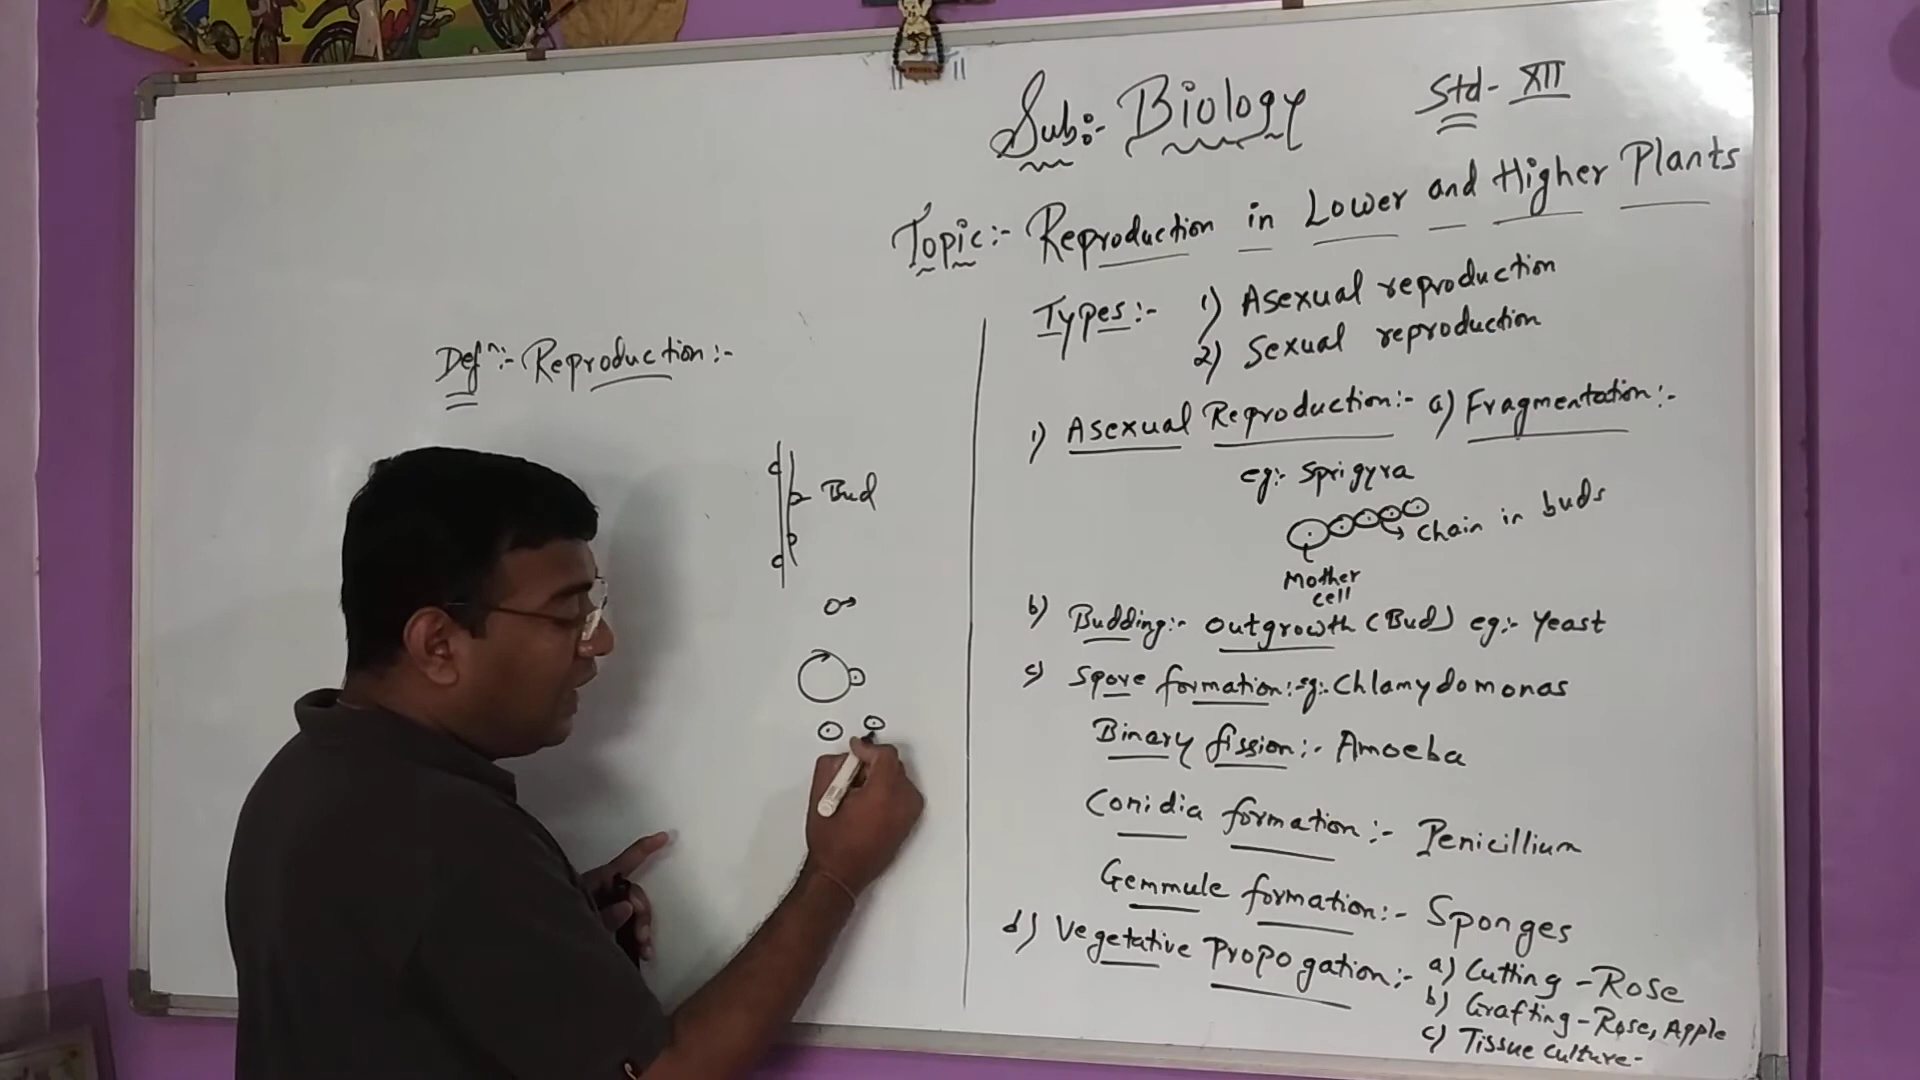 Sub:- Biology Std- XII
Topic:- Reproduction in Lower and Higher Plants
Types:- 1) Asexual reproduction
2) Sexual reproduction
Defn:- Reproduction:-
Bud
1) Asexual Reproduction:- a) Fragmentation:-
eg:- Sprigyra
chain in buds
Mother
cell
b) Budding:- Outgrowth (Bud) eg:- Yeast
c) Spore formation:- eg:- Chlamydomonas
Binary fission:- Amoeba
Conidia formation:- Penicillium
Gemmule formation:- Sponges
d) Vegetative Propogation:- a) Cutting - Rose
b) Grafting - Rose, Apple
c) Tissue culture -